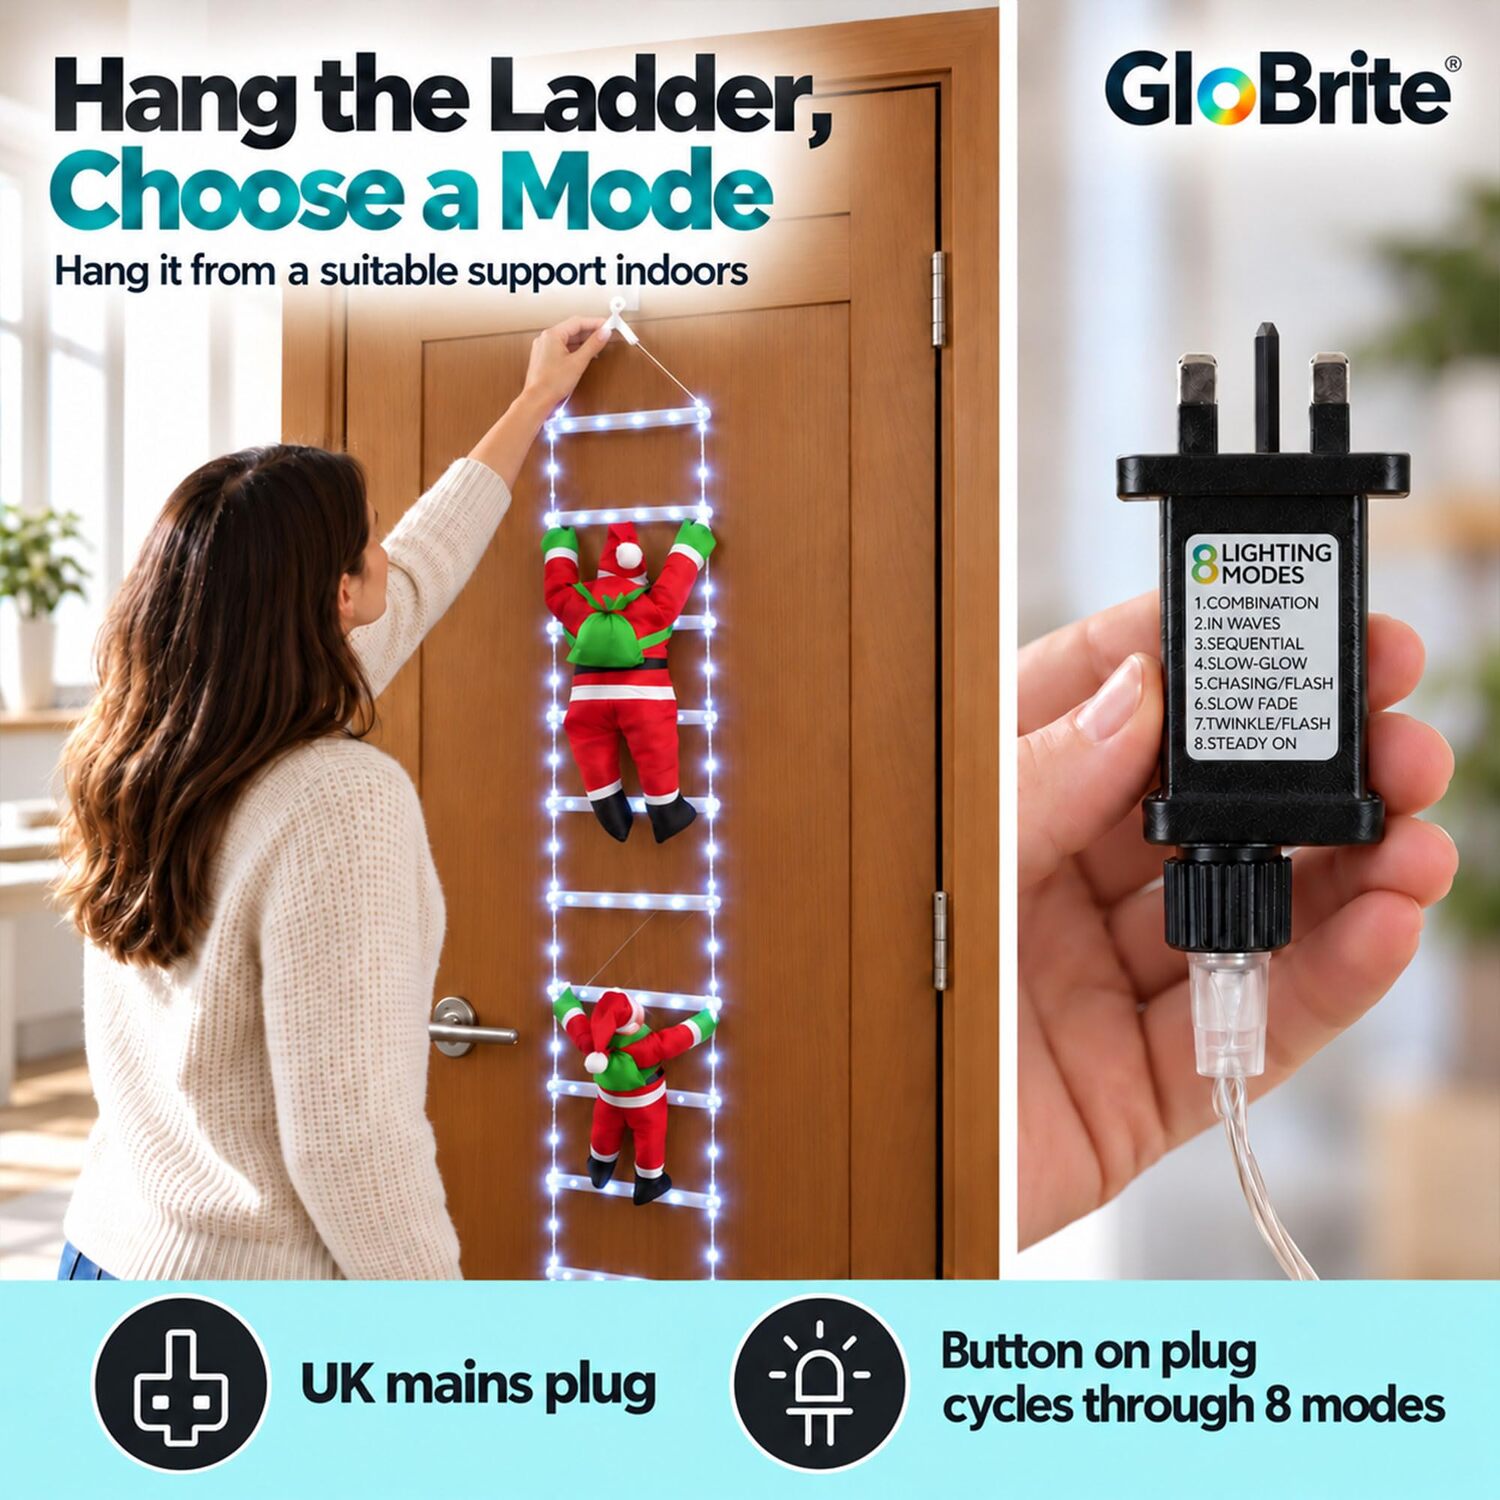 Hang the Ladder,
Choose a Mode
Hang it from a suitable support indoors
GloBrite®
8 LIGHTING
MODES
1.COMBINATION
2.IN WAVES
3.SEQUENTIAL
4.SLOW-GLOW
5.CHASING/FLASH
6.SLOW FADE
7.TWINKLE/FLASH
8.STEADY ON
UK mains plug
Button on plug
cycles through 8 modes